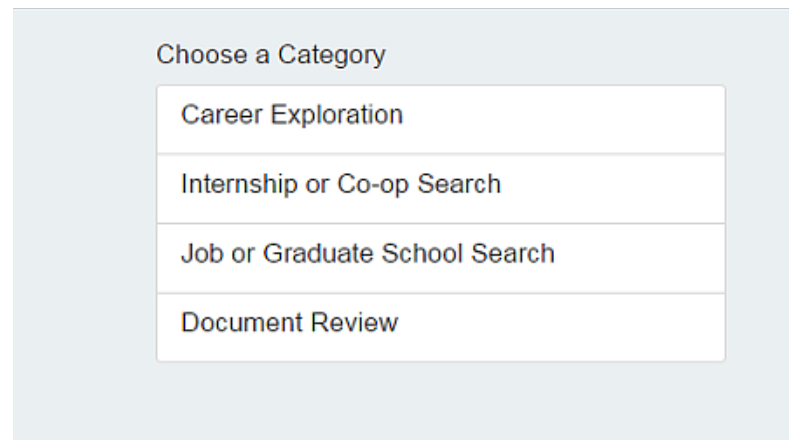 Choose a Category
Career Exploration
Internship or Co-op Search
Job or Graduate School Search
Document Review